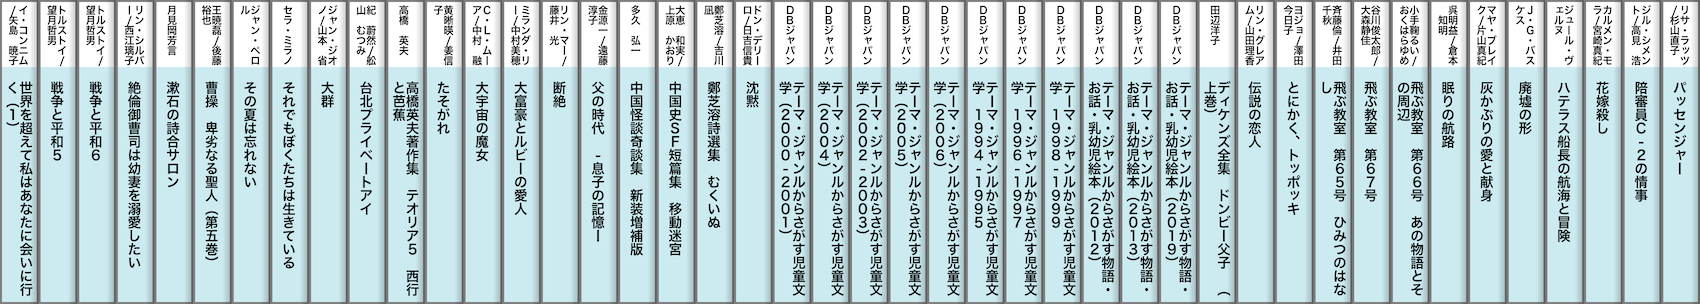 イ・コンニム
/矢島 暁子
世界を超えて私はあなたに会いに行
く（1）
トルストイ/
望月哲男
戦争と平和5
トルストイ/
望月哲男
戦争と平和6
リン・シルバ
ー/西江璃子
絶倫御曹司は幼妻を溺愛したい
月見岡芳言
漱石の詩合サロン
王暁磊/後藤
裕也
曹操 卑劣なる聖人（第五巻）
ジャン・ペロ
ル
その夏は忘れない
セラ・ミラノ
それでもぼくたちは生きている
ジャン・ジオ
ノ/山本 省
大群
紀 蔚然/舩
山 むつみ
台北プライベートアイ
高橋 英夫
高橋英夫著作集 テオリア5 西行
と芭蕉
黄晳暎/姜信
子
たそがれ
C・L・ムー
ア/中村 融
大宇宙の魔女
ミランダ・リ
ー/中村美穂
大富豪とルビーの愛人
リン・マー/
藤井 光
断絶
金源一/遠藤
淳子
父の時代 -息子の記憶ー
多久 弘一
中国怪談奇談集 新装増補版
大恵 和実/
上原 かおり
中国史SF短篇集 移動迷宮
鄭芝溶/吉川
凪
鄭芝溶詩選集 むくいぬ
ドン・デリー
ロ/日吉信貴
沈黙
DBジャパン
テーマ・ジャンルからさがす児童文
学（2000-2001）
DBジャパン
テーマ・ジャンルからさがす児童文
学（2004）
DBジャパン
テーマ・ジャンルからさがす児童文
学（2002-2003）
DBジャパン
テーマ・ジャンルからさがす児童文
学（2005）
DBジャパン
テーマ・ジャンルからさがす児童文
学（2006）
DBジャパン
テーマ・ジャンルからさがす児童文
学 1994-1995
DBジャパン
テーマ・ジャンルからさがす児童文
学 1996-1997
DBジャパン
テーマ・ジャンルからさがす児童文
学 1998-1999
DBジャパン
テーマ・ジャンルからさがす物語・
お話・乳幼児絵本（2012）
DBジャパン
テーマ・ジャンルからさがす物語・
お話・乳幼児絵本（2013）
DBジャパン
テーマ・ジャンルからさがす物語・
お話・乳幼児絵本（2019）
田辺洋子
ディケンズ全集 ドンビー父子 （
上巻）
リン・グレア
ム/山田理香
伝説の恋人
ヨジョ/澤田
今日子
とにかく、トッポッキ
斉藤倫/井田
千秋
飛ぶ教室 第65号 ひみつのはな
し
谷川俊太郎/
大森静佳
飛ぶ教室 第67号
小手鞠るい/
おくはらゆめ
飛ぶ教室 第66号 あの物語とそ
の周辺
呉明益/倉本
知明
眠りの航路
マヤ・ブレイ
ク/片山真紀
灰かぶりの愛と献身
J・G・バス
ケス
廃墟の形
ジュール・ヴ
ェルヌ
ハテラス船長の航海と冒険
カルメン・モ
ラ/宮崎真紀
花嫁殺し
ジル・シメン
ト/高見 浩
陪審員C-2の情事
リサ・ラッツ
/杉山直子
パッセンジャー